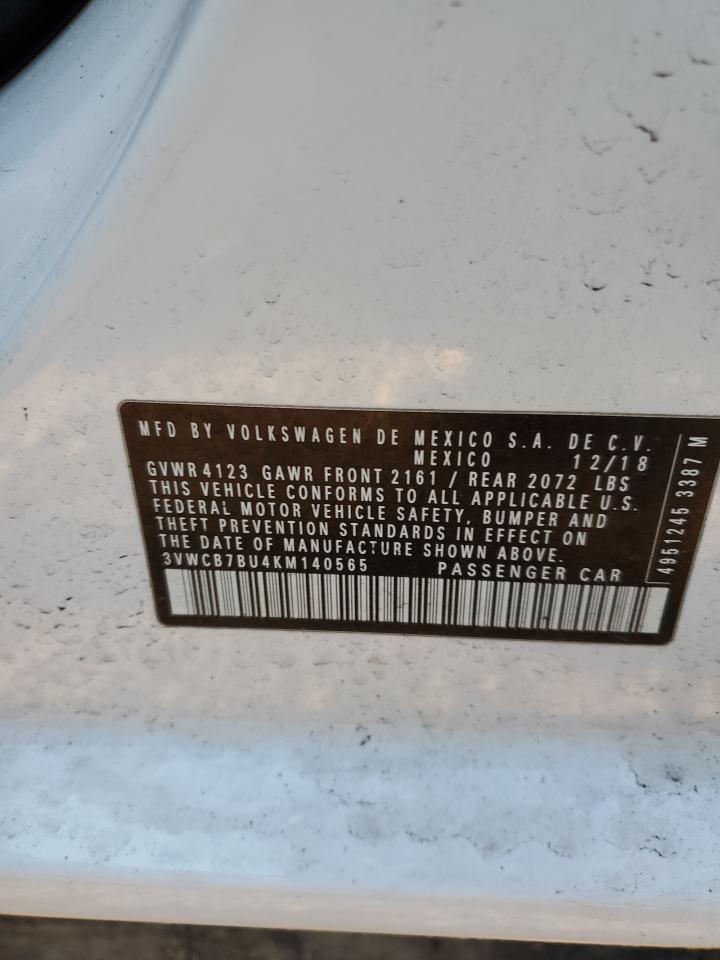 MFD BY VOLKSWAGEN DE MEXICO S.A. DE C.V.
MEXICO 12/18
GVWR 4123 GAWR FRONT 2161 / REAR 2072 LBS
THIS VEHICLE CONFORMS TO ALL APPLICABLE U.S.
FEDERAL MOTOR VEHICLE SAFETY, BUMPER AND
THEFT PREVENTION STANDARDS IN EFFECT ON
THE DATE OF MANUFACTURE SHOWN ABOVE.
3VWCB7BU4KM140565 PASSENGER CAR
4951245 3387 M